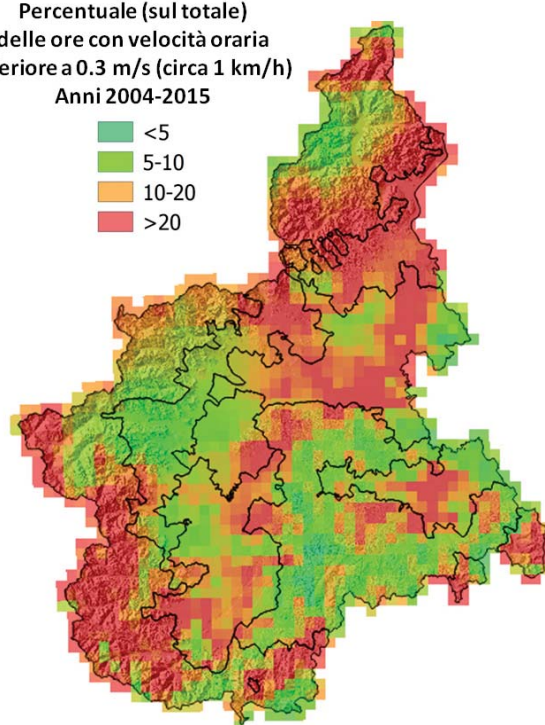 Percentuale (sul totale)
delle ore con velocità oraria
eriore a 0.3 m/s (circa 1 km/h)
Anni 2004-2015
<5
5-10
10-20
>20